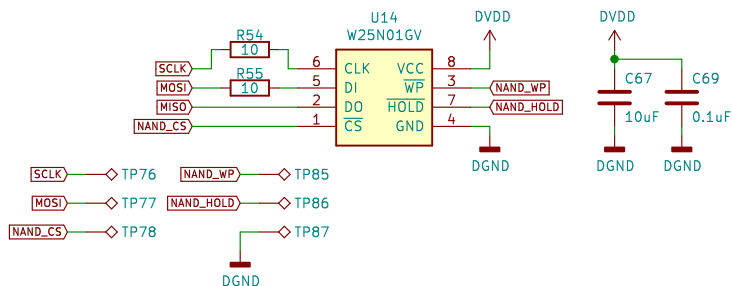 U14
W25N01GV
DVDD
DVDD
R54
10
SCLK
6
CLK
VCC
8
R55
10
MOSI
5
DI
WP
3
NAND_WP
MISO
2
DO
HOLD
7
NAND_HOLD
NAND_CS
1
CS
GND
4
DGND
C67
10uF
C69
0.1uF
DGND
DGND
SCLK
TP76
NAND_WP
TP85
MOSI
TP77
NAND_HOLD
TP86
NAND_CS
TP78
TP87
DGND